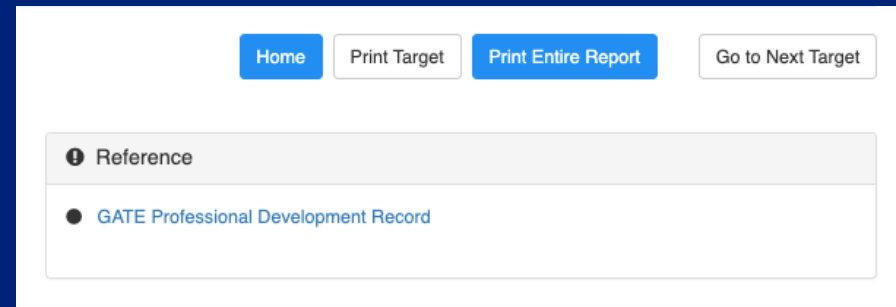 Home Print Target Print Entire Report Go to Next Target
Reference
GATE Professional Development Record